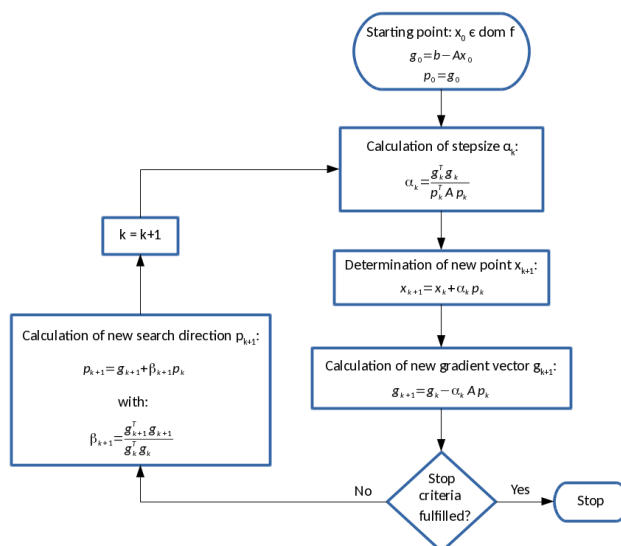 Starting point: x₀ ϵ dom f
g₀=b−Ax₀
p₀=g₀
Calculation of stepsize αₖ:
αₖ=gₖᵀgₖ/pₖᵀApₖ
Determination of new point xₖ₊₁:
xₖ₊₁=xₖ+αₖpₖ
Calculation of new gradient vector gₖ₊₁:
gₖ₊₁=gₖ−αₖApₖ
Stop
criteria
fulfilled?
Yes
Stop
No
Calculation of new search direction pₖ₊₁:
pₖ₊₁=gₖ₊₁+βₖ₊₁pₖ
with:
βₖ₊₁=gₖ₊₁ᵀgₖ₊₁/gₖᵀgₖ
k = k+1